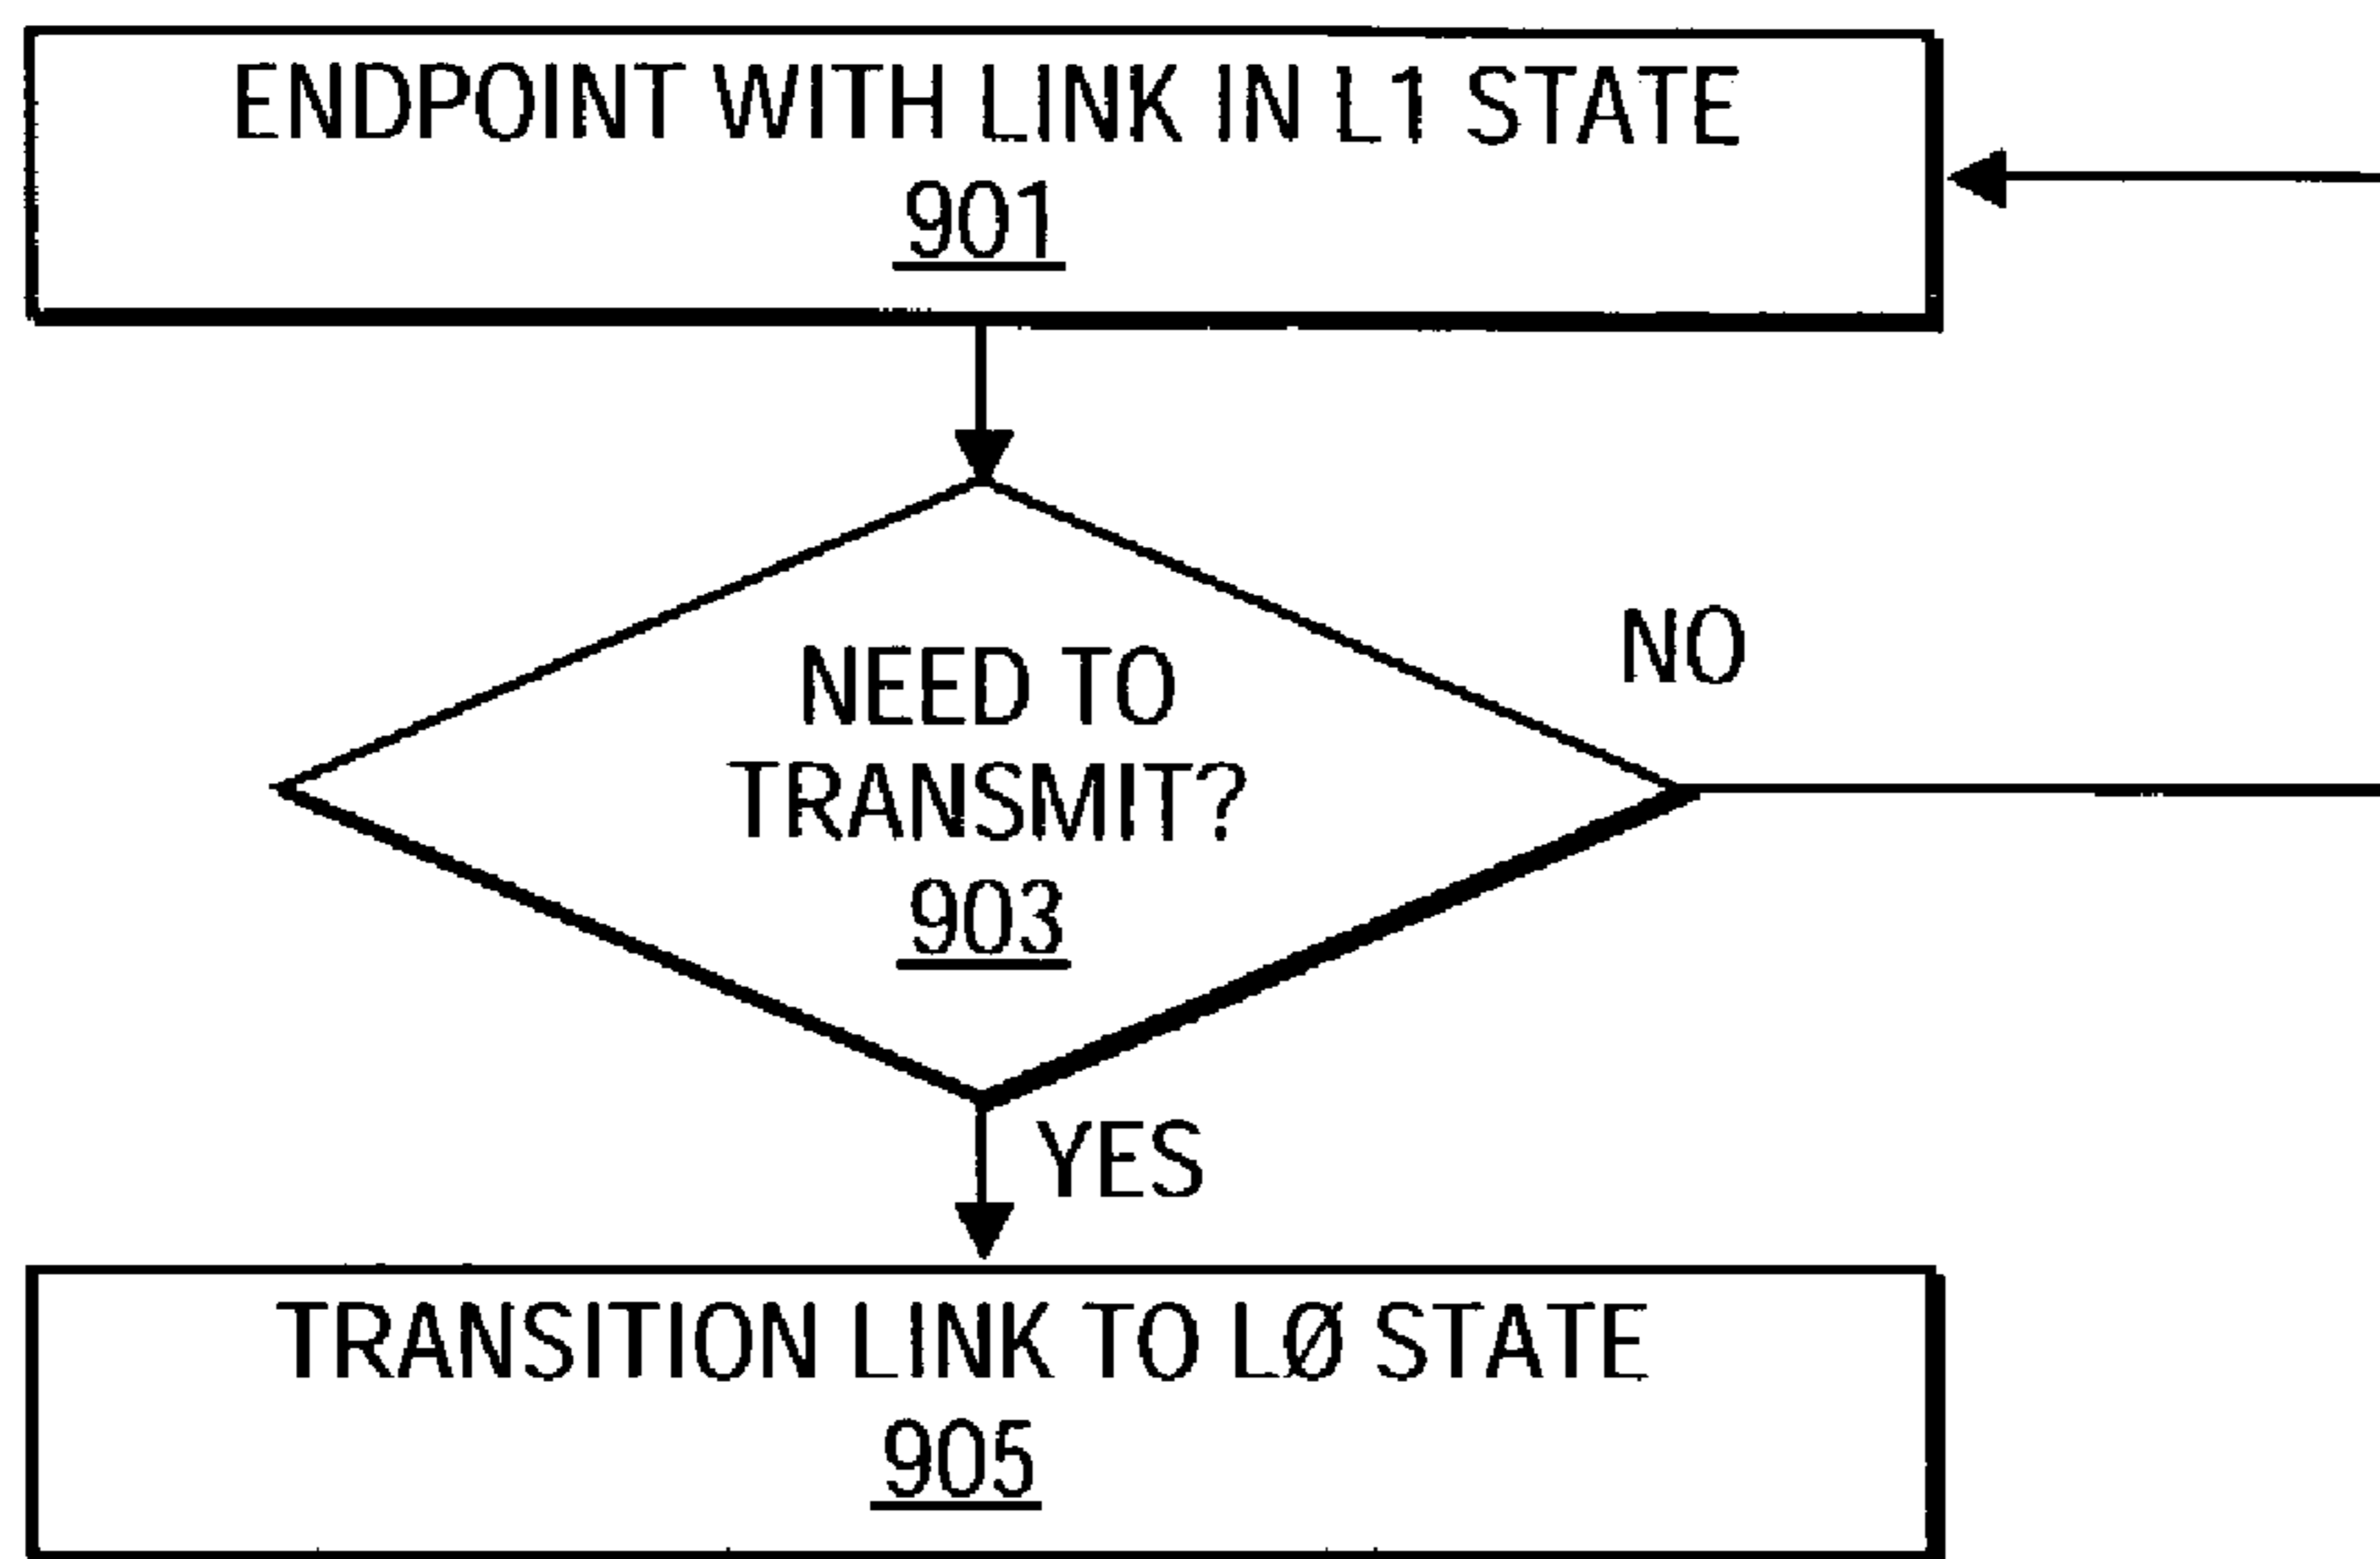 ENDPOINT WITH LINK IN L1 STATE
901
NEED TO
TRANSMIT?
903
NO
YES
TRANSITION LINK TO LØ STATE
905